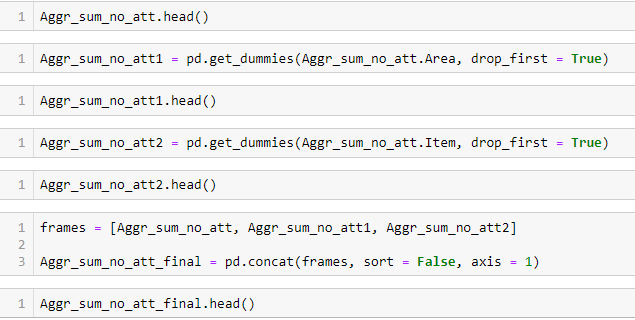 1 Aggr_sum_no_att.head()
1 Aggr_sum_no_att1 = pd.get_dummies(Aggr_sum_no_att.Area, drop_first = True)
1 Aggr_sum_no_att1.head()
1 Aggr_sum_no_att2 = pd.get_dummies(Aggr_sum_no_att.Item, drop_first = True)
1 Aggr_sum_no_att2.head()
1 frames = [Aggr_sum_no_att, Aggr_sum_no_att1, Aggr_sum_no_att2]
2
3 Aggr_sum_no_att_final = pd.concat(frames, sort = False, axis = 1)
1 Aggr_sum_no_att_final.head()